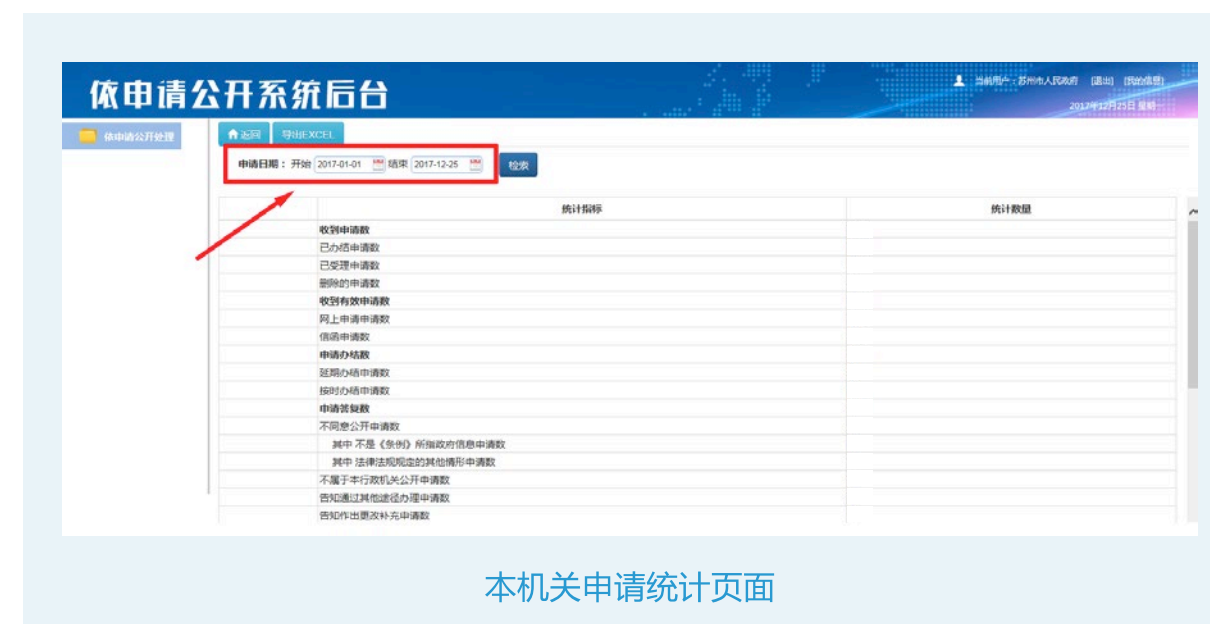 依申请公开系统后台
当前用户：苏州市人民政府 [退出] [我的信息]
2017年12月25日 星期一
依申请公开处理
返回 导出EXCEL
申请日期：开始 2017-01-01 结束 2017-12-25 检索
统计指标 统计数量
收到申请数
已办结申请数
已受理申请数
删除的申请数
收到有效申请数
网上申请申请数
信函申请数
申请办结数
延期办结申请数
按时办结申请数
申请答复数
不同意公开申请数
其中 不是《条例》所指政府信息申请数
其中 法律法规规定的其他情形申请数
不属于本行政机关公开申请数
告知通过其他途径办理申请数
告知作出更改补充申请数
本机关申请统计页面